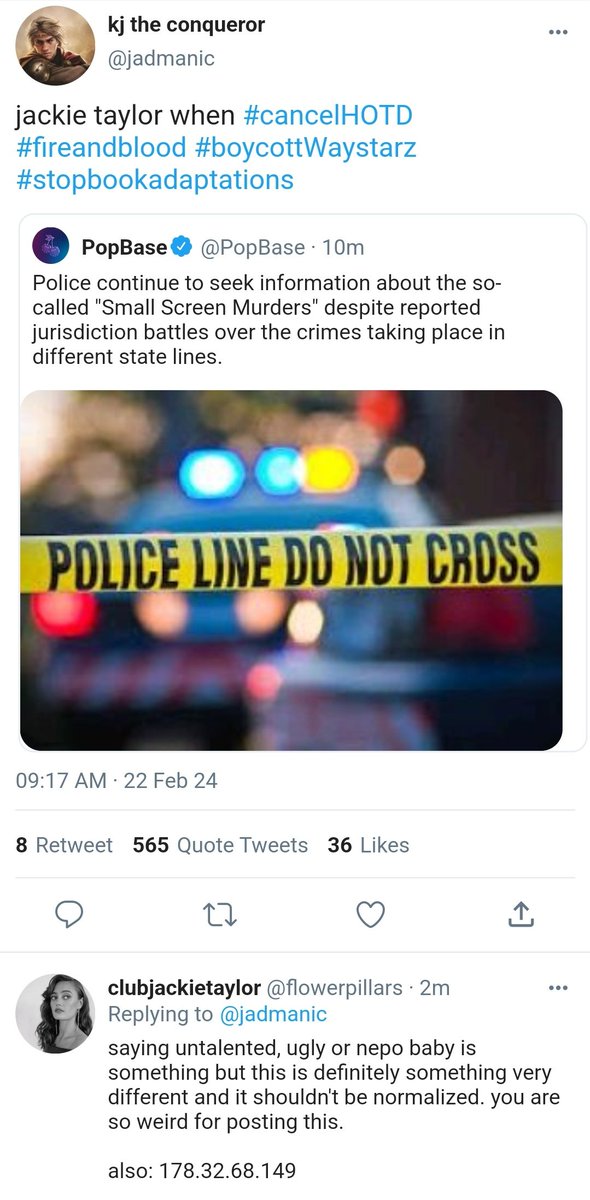 kj the conqueror
@jadmanic
jackie taylor when #cancelHOTD
#fireandblood #boycottWaystarz
#stopbookadaptations
PopBase @PopBase · 10m
Police continue to seek information about the so-
called "Small Screen Murders" despite reported
jurisdiction battles over the crimes taking place in
different state lines.
POLICE LINE DO NOT CROSS
09:17 AM · 22 Feb 24
8 Retweet 565 Quote Tweets 36 Likes
clubjackietaylor @flowerpillars · 2m
Replying to @jadmanic
saying untalented, ugly or nepo baby is
something but this is definitely something very
different and it shouldn't be normalized. you are
so weird for posting this.
also: 178.32.68.149